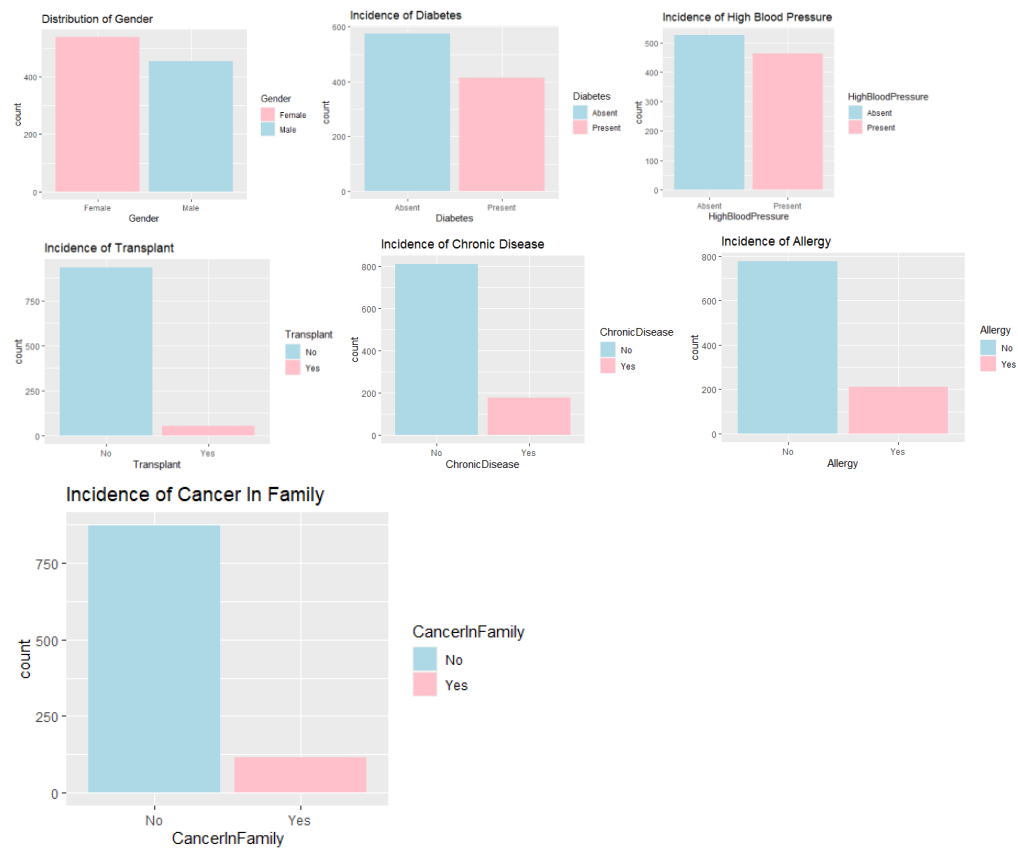 Distribution of Gender
400
200
0
count
Female
Male
Gender
Gender
Female
Male
Incidence of Diabetes
600
400
200
0
count
Absent
Present
Diabetes
Diabetes
Absent
Present
Incidence of High Blood Pressure
500
400
300
200
100
0
count
Absent
Present
HighBloodPressure
HighBloodPressure
Absent
Present
Incidence of Transplant
750
500
250
0
count
No
Yes
Transplant
Transplant
No
Yes
Incidence of Chronic Disease
800
600
400
200
0
count
No
Yes
ChronicDisease
ChronicDisease
No
Yes
Incidence of Allergy
800
600
400
200
0
count
No
Yes
Allergy
Allergy
No
Yes
Incidence of Cancer In Family
750
500
250
0
count
No
Yes
CancerInFamily
CancerInFamily
No
Yes